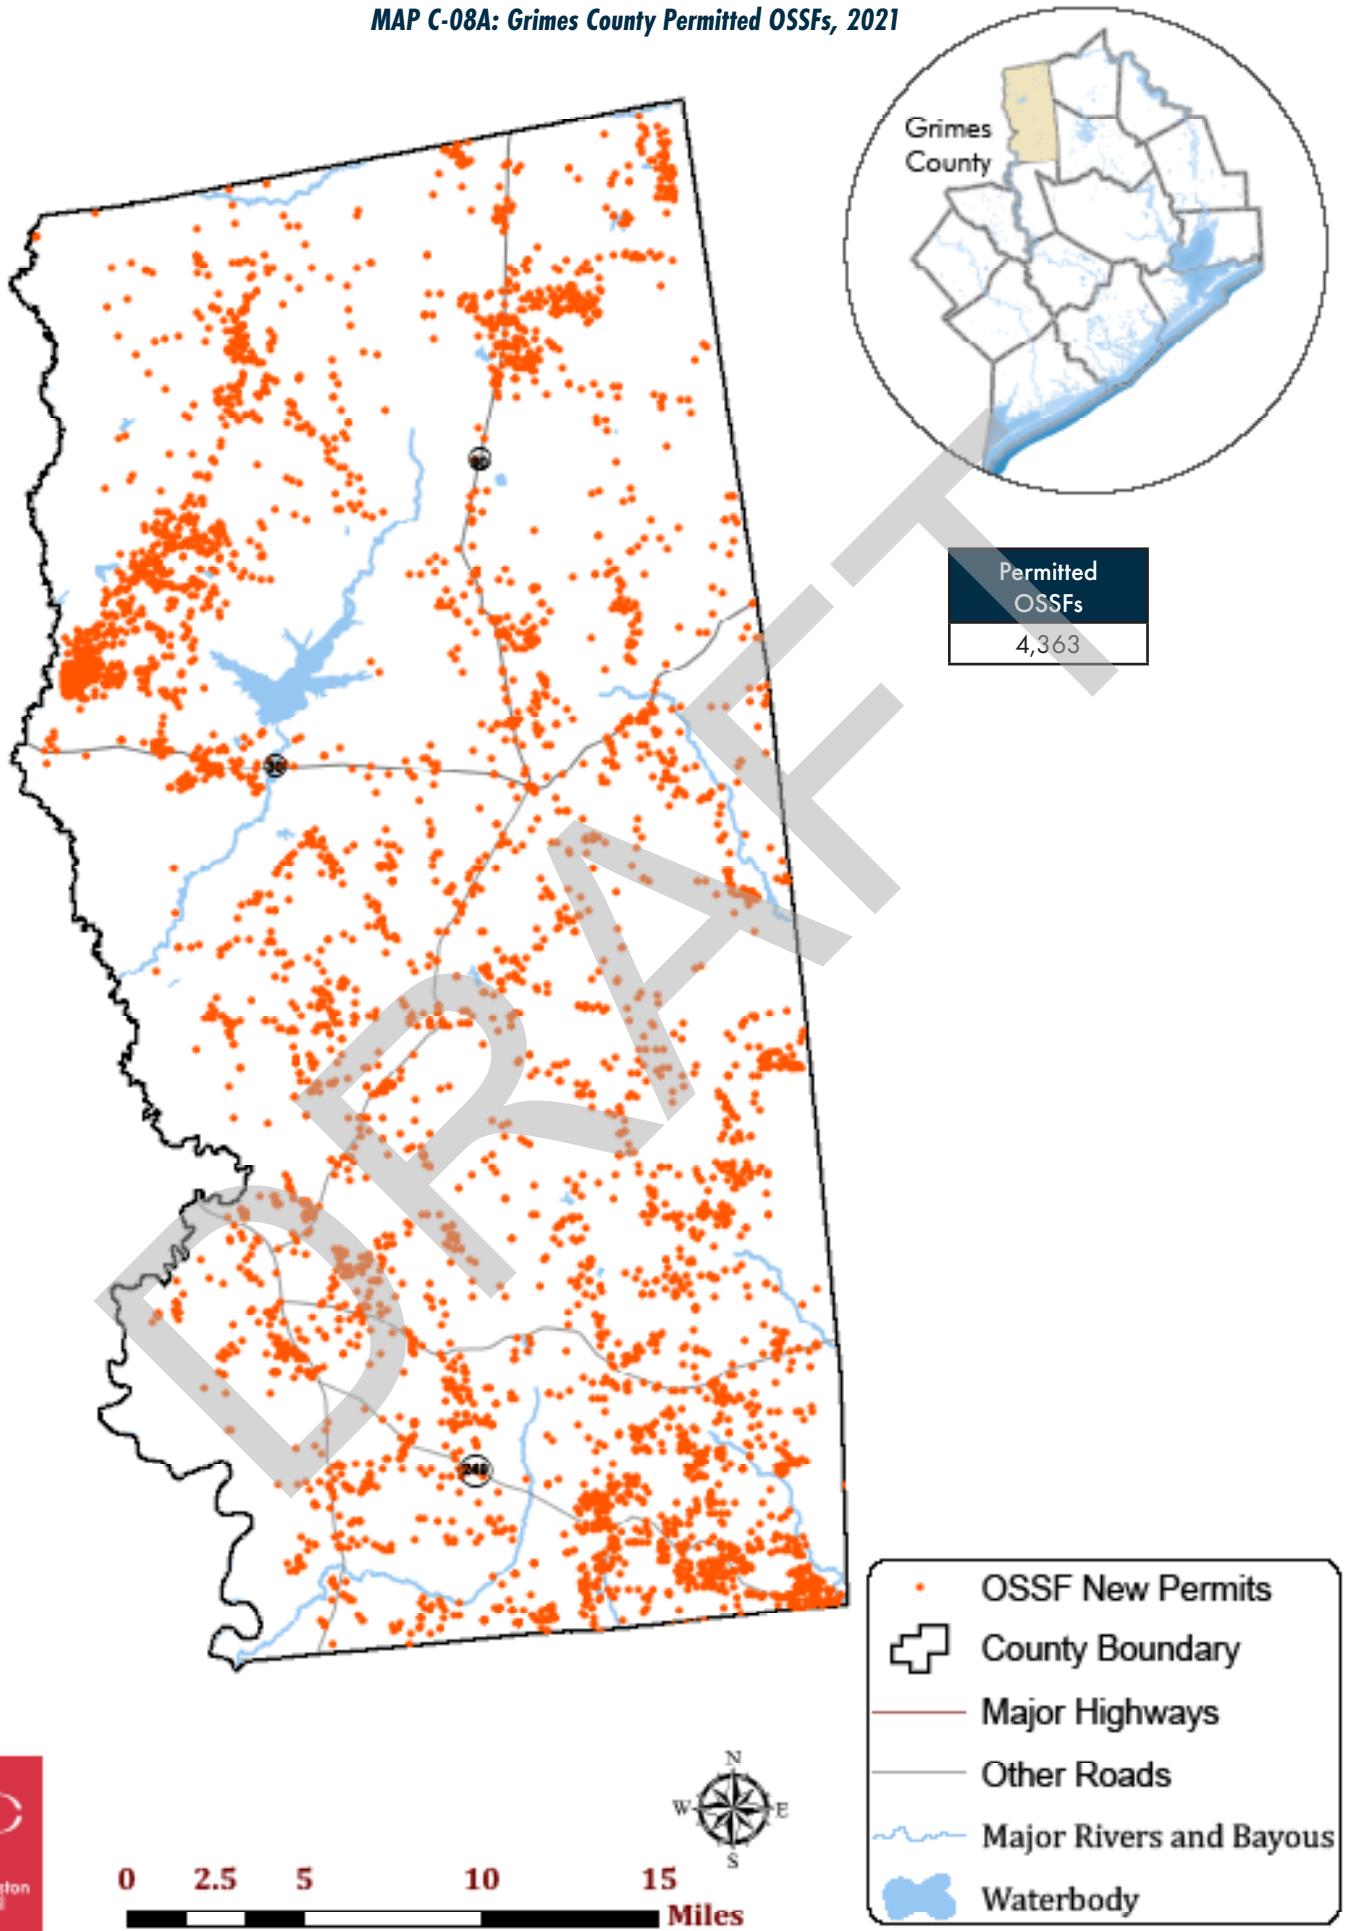 MAP C-08A: Grimes County Permitted OSSFs, 2021
Grimes
County
Permitted
OSSFs
4,363
DRAFT
249
OSSF New Permits
County Boundary
Major Highways
Other Roads
Major Rivers and Bayous
Waterbody
N
W E
S
0 2.5 5 10 15
Miles